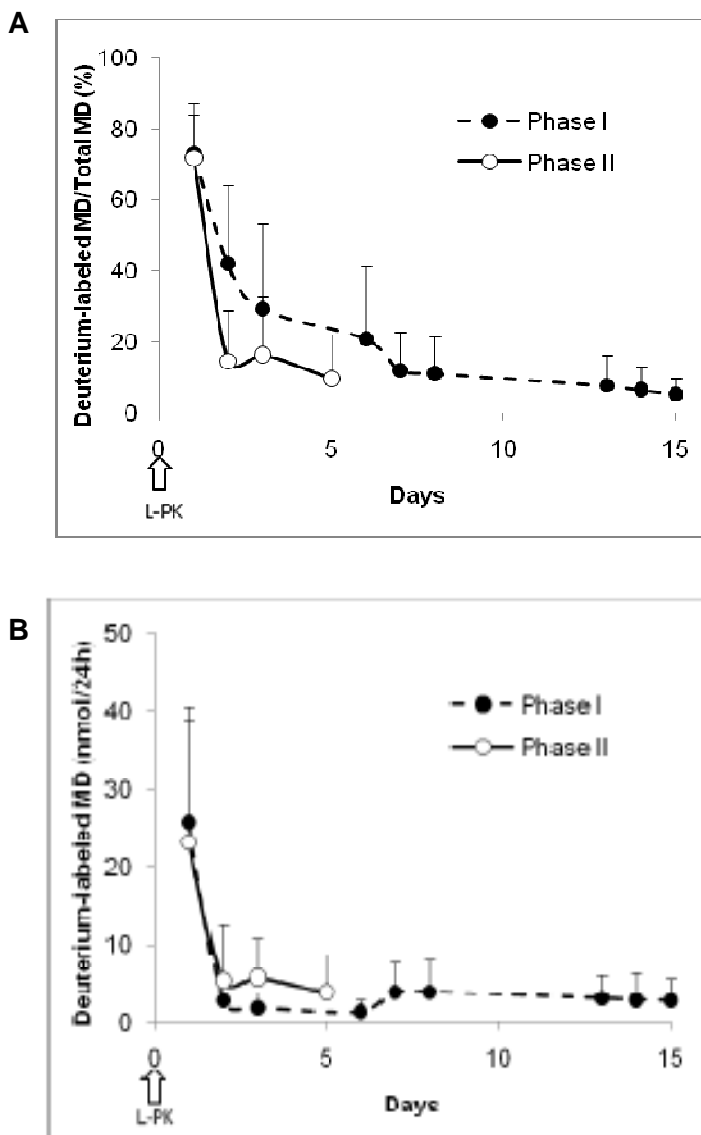 A
Deuterium-labeled MD/Total MD (%)
100
80
60
40
20
0
Phase I
Phase II
0
5
10
15
L-PK
Days
B
Deuterium-labeled MD (nmol/24h)
50
40
30
20
10
0
Phase I
Phase II
0
5
10
15
L-PK
Days